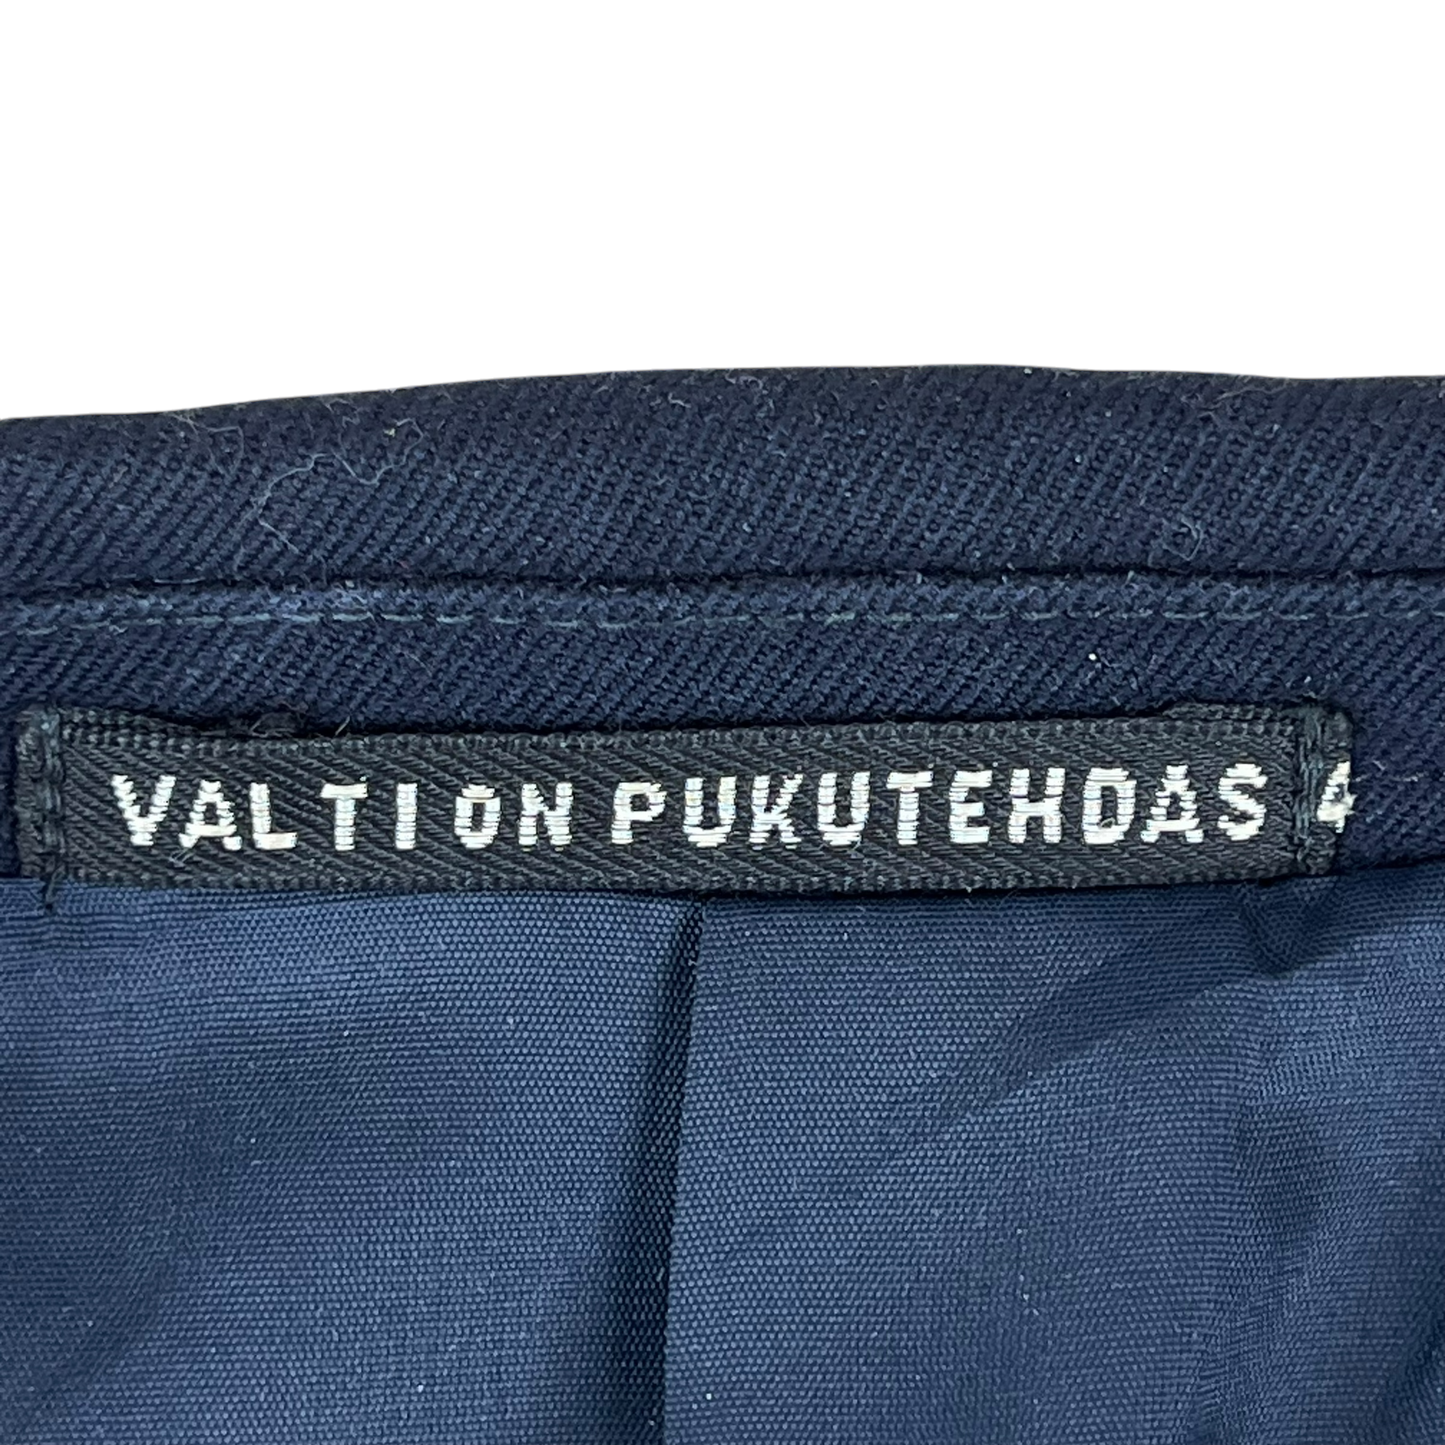 VALTION PUKUTEHDAS 4